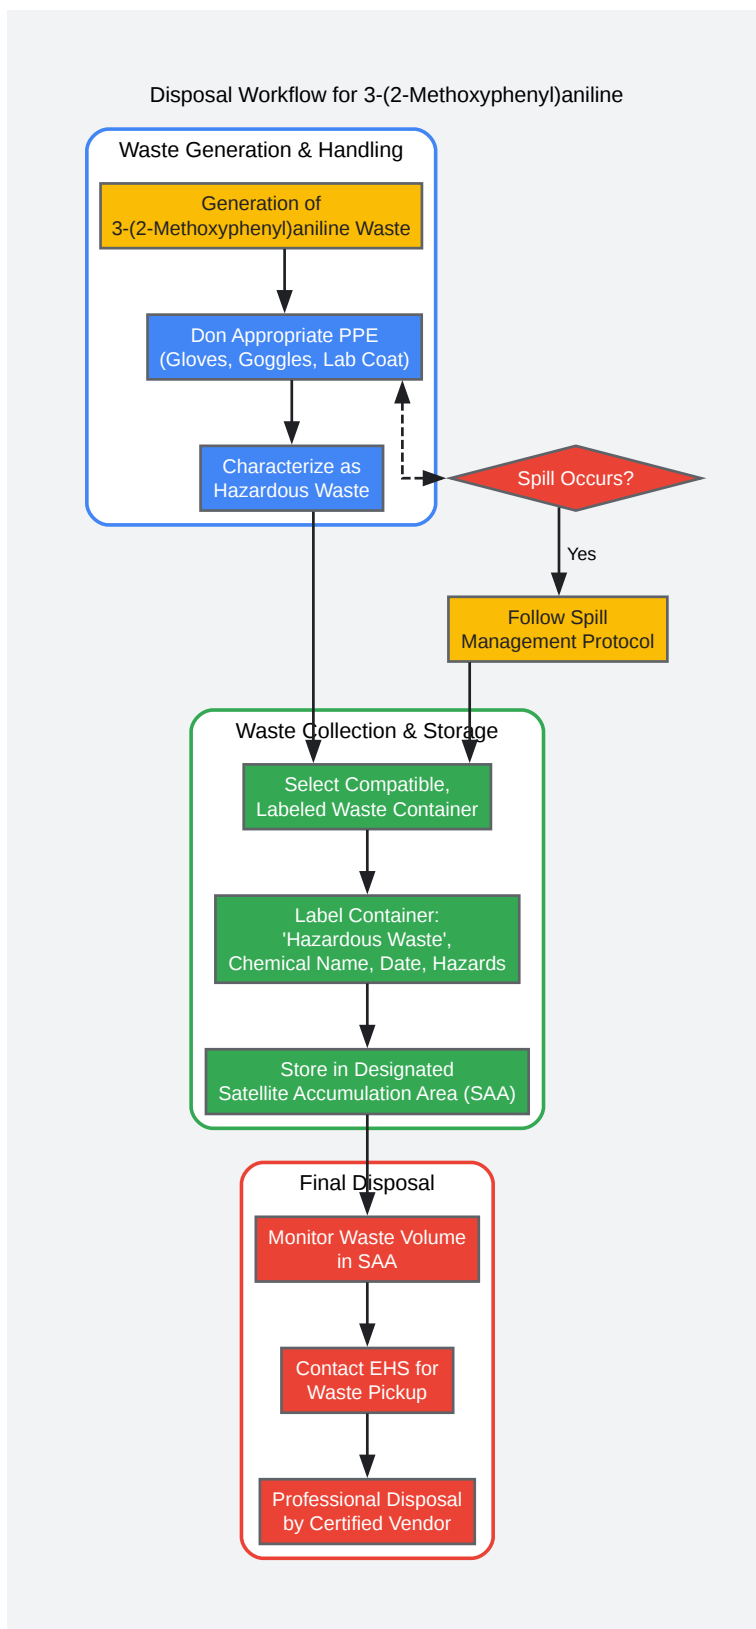 Disposal Workflow for 3-(2-Methoxyphenyl)aniline
Waste Generation & Handling
Generation of
3-(2-Methoxyphenyl)aniline Waste
Don Appropriate PPE
(Gloves, Goggles, Lab Coat)
Characterize as
Hazardous Waste
Spill Occurs?
Yes
Follow Spill
Management Protocol
Waste Collection & Storage
Select Compatible,
Labeled Waste Container
Label Container:
'Hazardous Waste',
Chemical Name, Date, Hazards
Store in Designated
Satellite Accumulation Area (SAA)
Final Disposal
Monitor Waste Volume
in SAA
Contact EHS for
Waste Pickup
Professional Disposal
by Certified Vendor